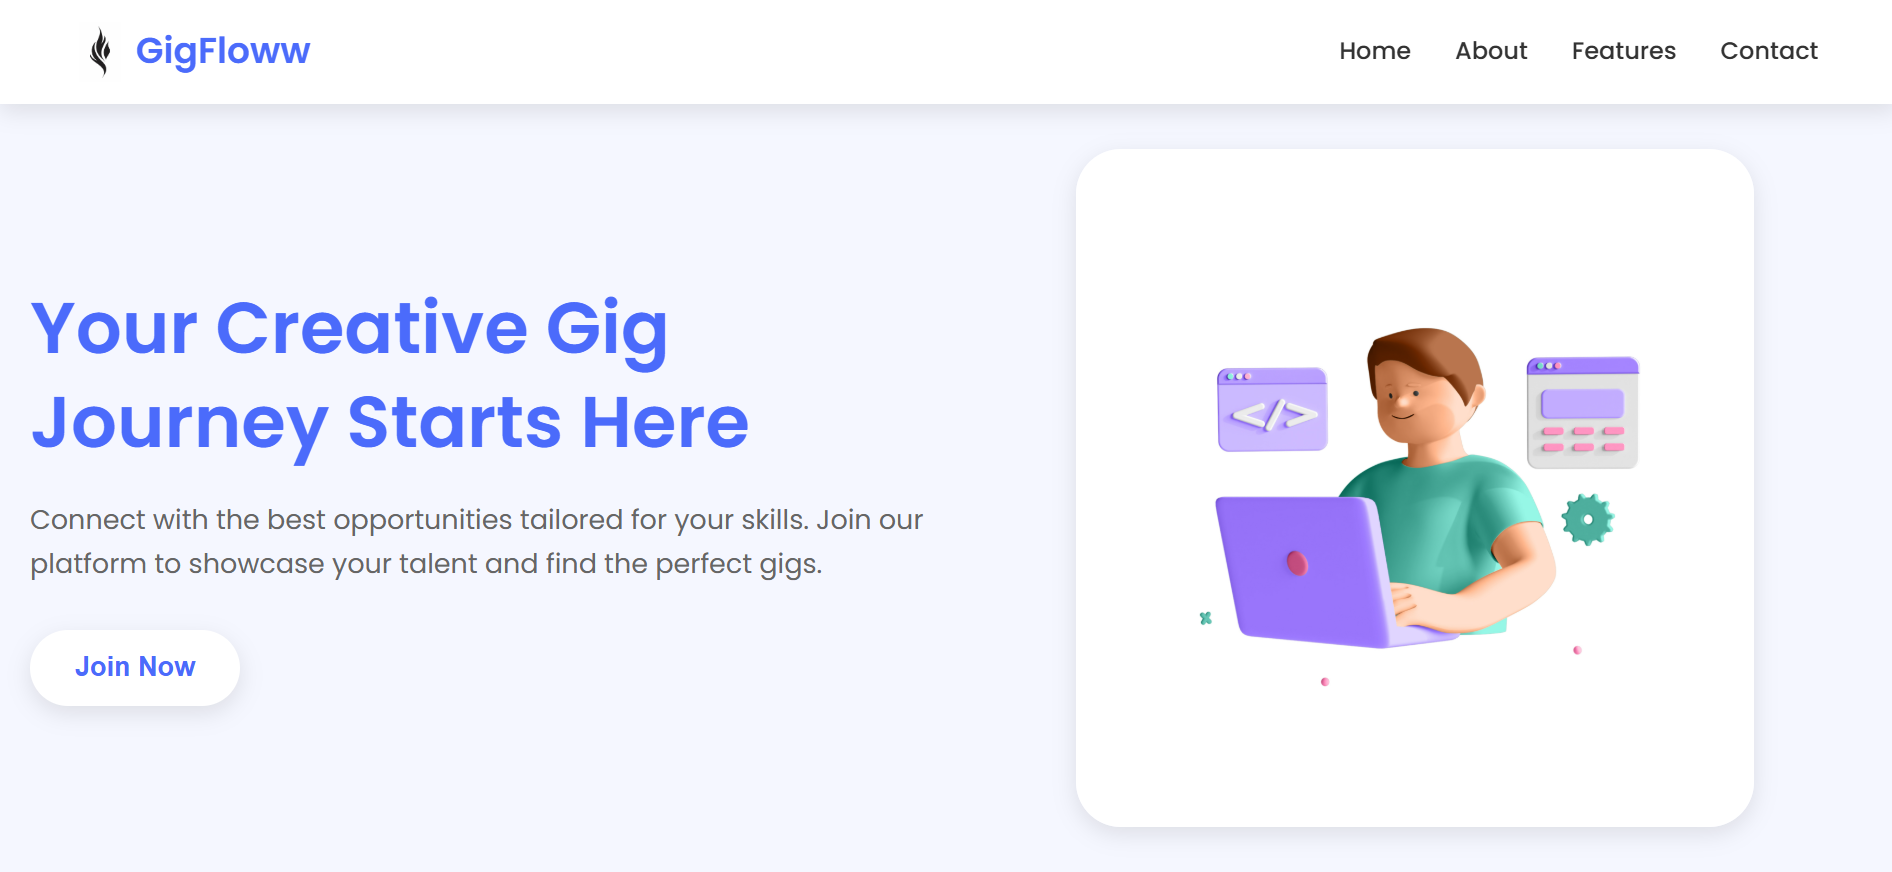 GigFloww
Home About Features Contact
Your Creative Gig
Journey Starts Here
Connect with the best opportunities tailored for your skills. Join our
platform to showcase your talent and find the perfect gigs.
Join Now
</>